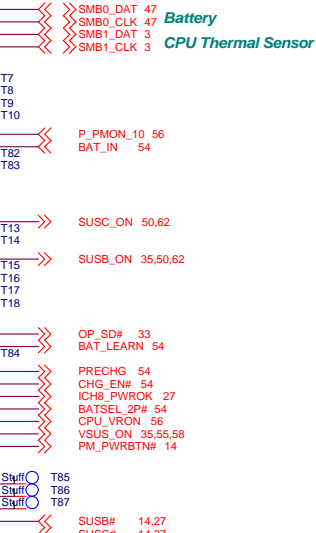 SMB0_DAT 47
SMB0_CLK 47 Battery
SMB1_DAT 3
SMB1_CLK 3 CPU Thermal Sensor
T7
T8
T9
T10
P_PMON_10 56
BAT_IN 54
T82
T83
SUSC_ON 50,62
T13
T14
SUSB_ON 35,50,62
T15
T16
T17
T18
OP_SD# 33
BAT_LEARN 54
T84
PRECHG 54
CHG_EN# 54
ICH8_PWROK 27
BATSEL_2P# 54
CPU_VRON 56
VSUS_ON 35,55,58
PM_PWRBTN# 14
Stuff T85
Stuff T86
Stuff T87
SUSB# 14,27